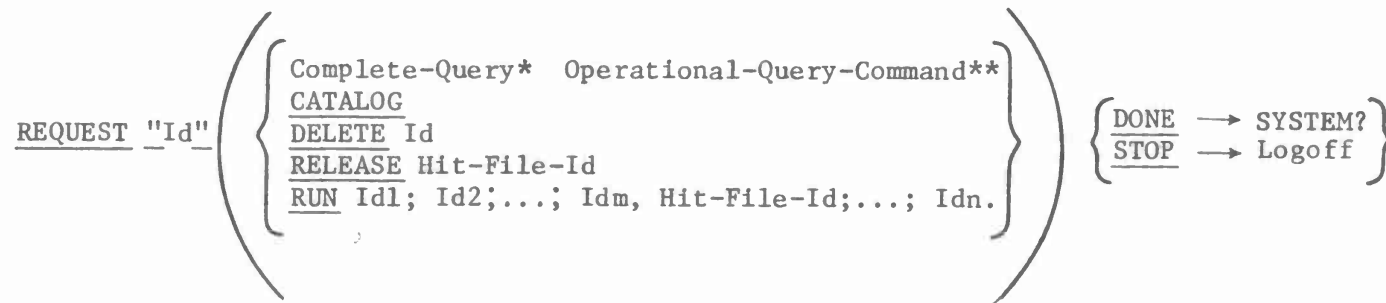 Complete-Query* Operational-Query-Command**
CATALOG
REQUEST "Id" DELETE Id DONE → SYSTEM?
RELEASE Hit-File-Id STOP → Logoff
RUN Id1; Id2;...; Idm, Hit-File-Id;...; Idn.